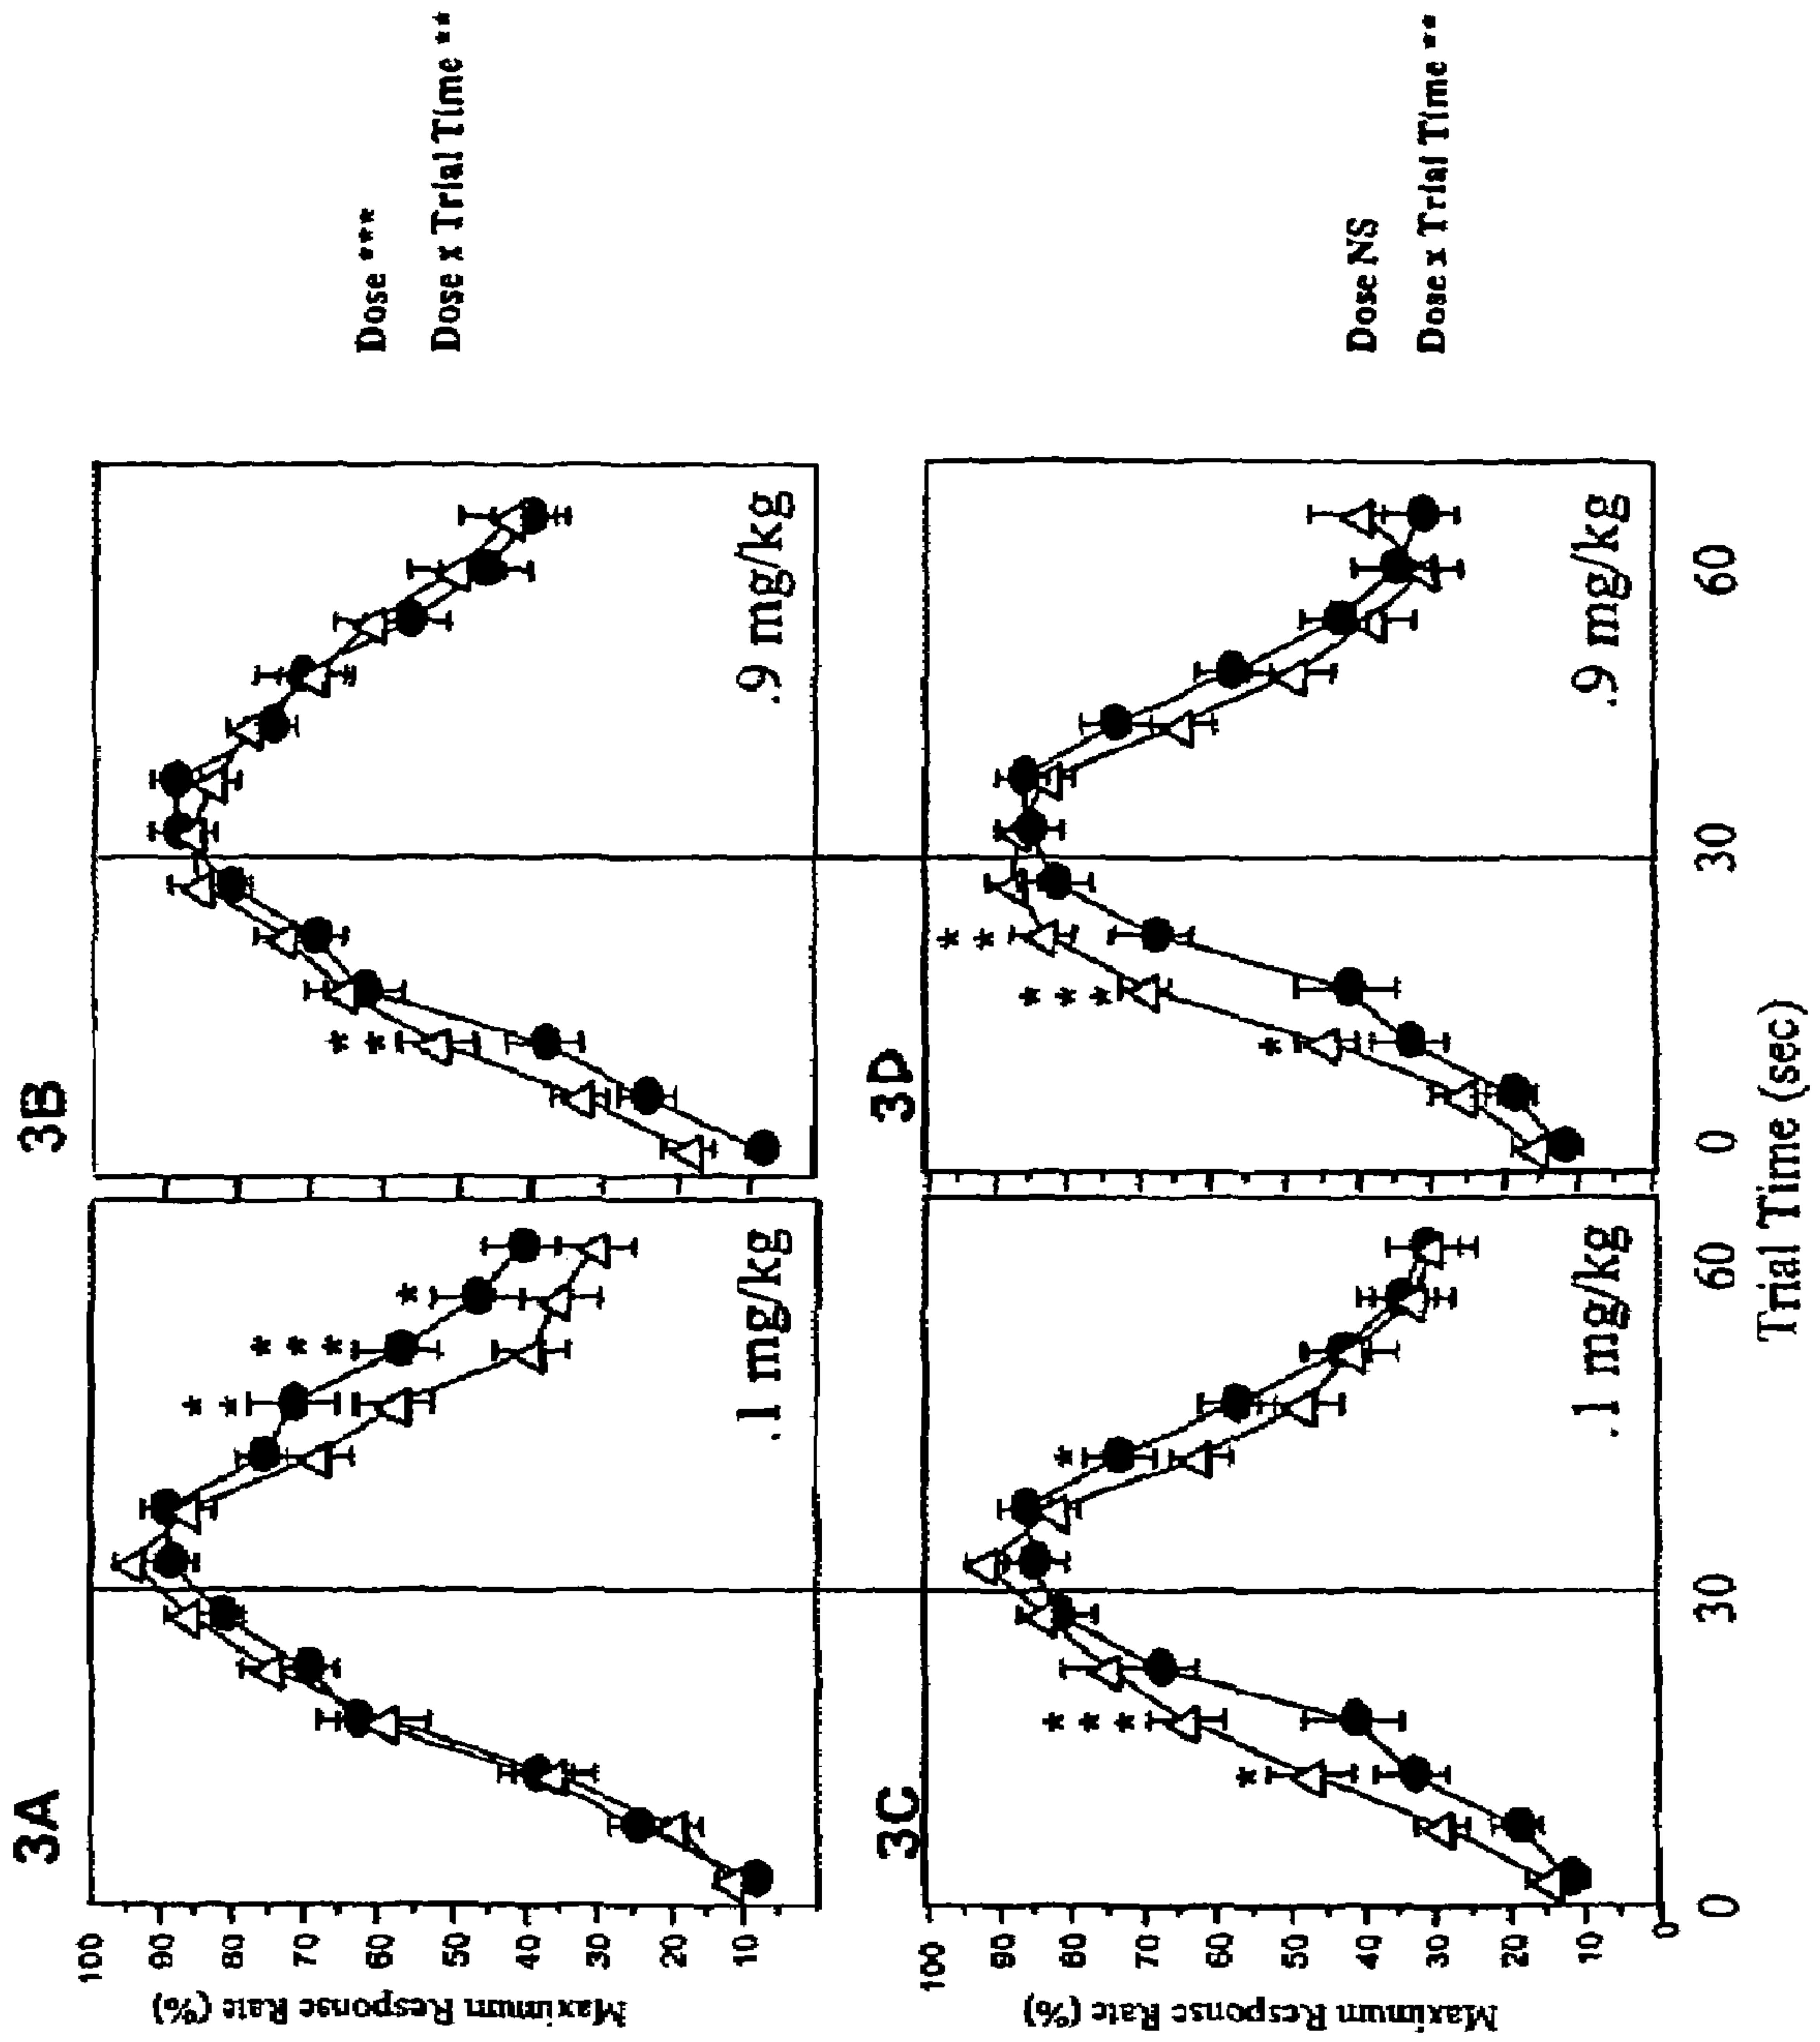 3A
3B
Maximum Response Rate (%)
100
90
80
70
60
50
40
30
20
10
* *
* * *
*
.1 mg/kg
* *
.9 mg/kg
Dose ***
Dose x Trial Time **
3C
3D
Maximum Response Rate (%)
100
90
80
70
60
50
40
30
20
10
0
*
* * *
*
.1 mg/kg
*
* * *
* *
.9 mg/kg
Dose NS
Dose x Trial Time **
0 30 60 0 30 60
Trial Time (sec)